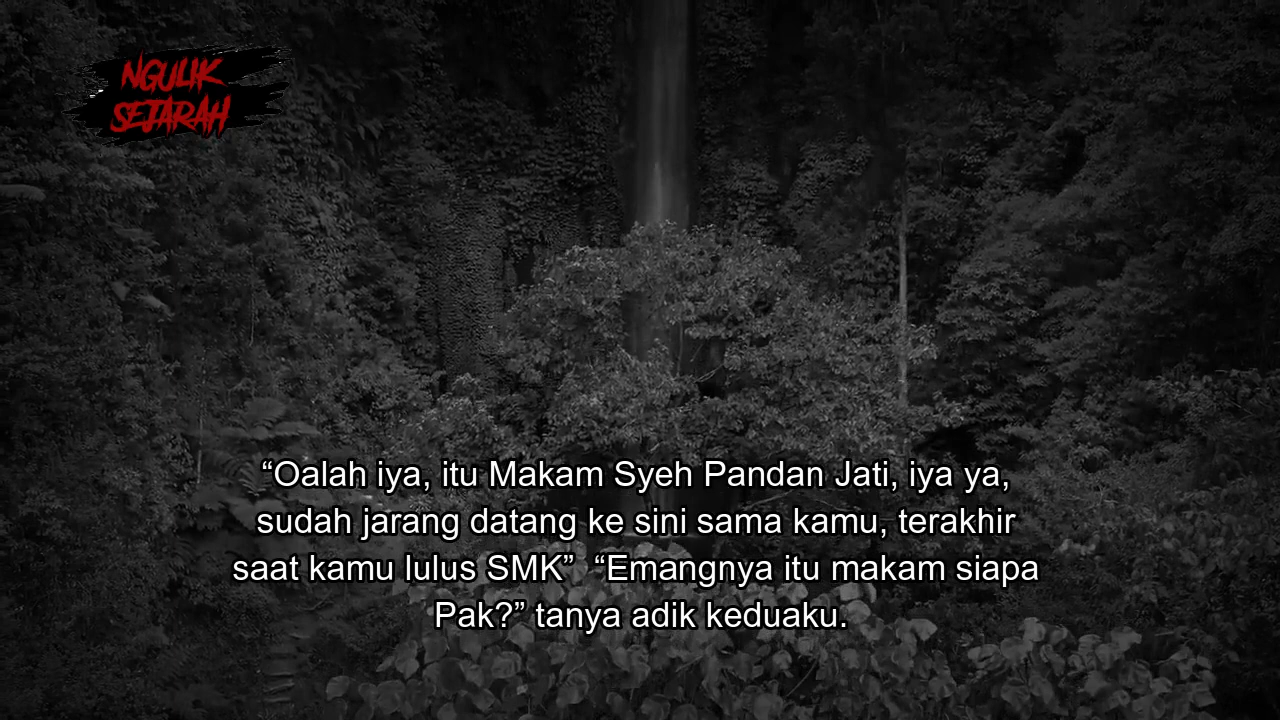 NGULIK
SEJARAH
“Oalah iya, itu Makam Syeh Pandan Jati, iya ya,
sudah jarang datang ke sini sama kamu, terakhir
saat kamu lulus SMK”  “Emangnya itu makam siapa
Pak?” tanya adik keduaku.